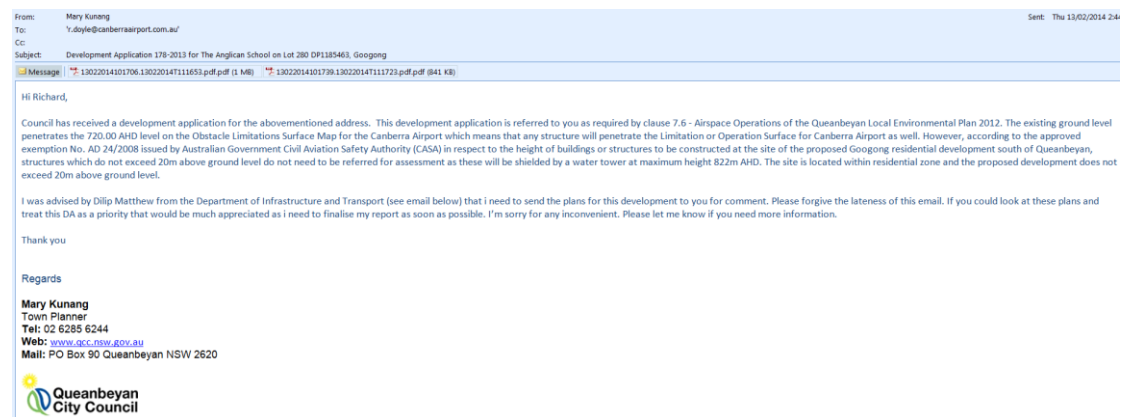 From: Mary Kunang Sent: Thu 13/02/2014 2:4
To: 'r.doyle@canberraairport.com.au'
Cc:
Subject: Development Application 178-2013 for The Anglican School on Lot 280 DP1185463, Googong
Message 13022014101706.13022014T111653.pdf.pdf (1 MB) 13022014101739.13022014T111723.pdf.pdf (841 KB)
Hi Richard,
Council has received a development application for the abovementioned address. This development application is referred to you as required by clause 7.6 - Airspace Operations of the Queanbeyan Local Environmental Plan 2012. The existing ground level
penetrates the 720.00 AHD level on the Obstacle Limitations Surface Map for the Canberra Airport which means that any structure will penetrate the Limitation or Operation Surface for Canberra Airport as well. However, according to the approved
exemption No. AD 24/2008 issued by Australian Government Civil Aviation Safety Authority (CASA) in respect to the height of buildings or structures to be constructed at the site of the proposed Googong residential development south of Queanbeyan,
structures which do not exceed 20m above ground level do not need to be referred for assessment as these will be shielded by a water tower at maximum height 822m AHD. The site is located within residential zone and the proposed development does not
exceed 20m above ground level.
I was advised by Dilip Matthew from the Department of Infrastructure and Transport (see email below) that i need to send the plans for this development to you for comment. Please forgive the lateness of this email. If you could look at these plans and
treat this DA as a priority that would be much appreciated as i need to finalise my report as soon as possible. I'm sorry for any inconvenient. Please let me know if you need more information.
Thank you
Regards
Mary Kunang
Town Planner
Tel: 02 6285 6244
Web: www.qcc.nsw.gov.au
Mail: PO Box 90 Queanbeyan NSW 2620
Queanbeyan
City Council